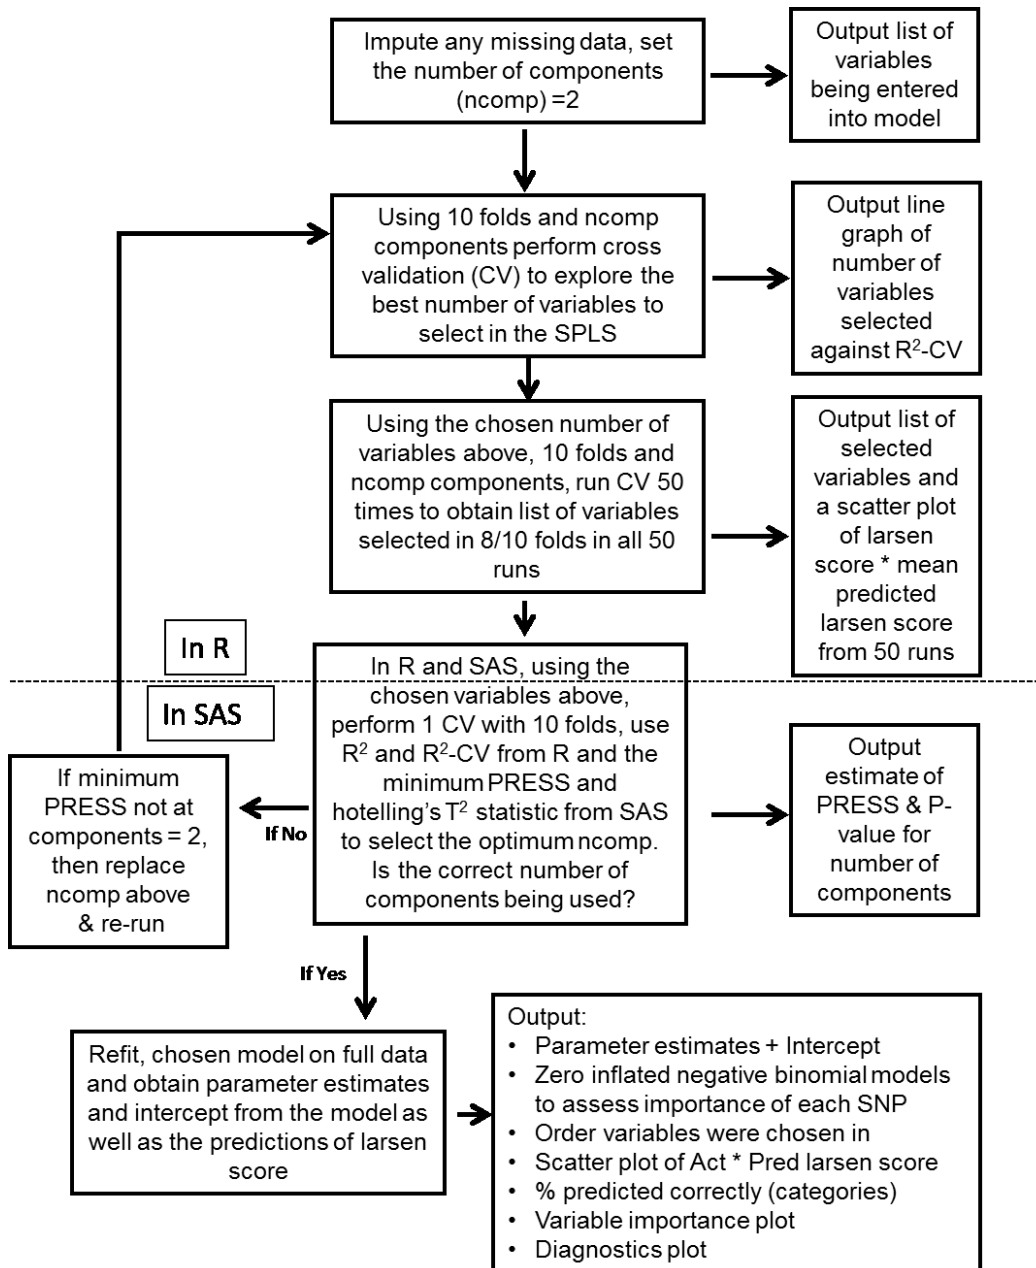 Impute any missing data, set
the number of components
(ncomp) =2
Output list of
variables
being entered
into model
Using 10 folds and ncomp
components perform cross
validation (CV) to explore the
best number of variables to
select in the SPLS
Output line
graph of
number of
variables
selected
against R²-CV
Using the chosen number of
variables above, 10 folds and
ncomp components, run CV 50
times to obtain list of variables
selected in 8/10 folds in all 50
runs
Output list of
selected
variables and
a scatter plot
of larsen
score * mean
predicted
larsen score
from 50 runs
In R
In SAS
In R and SAS, using the
chosen variables above,
perform 1 CV with 10 folds, use
R² and R²-CV from R and the
minimum PRESS and
hotelling’s T² statistic from SAS
to select the optimum ncomp.
Is the correct number of
components being used?
If No
If minimum
PRESS not at
components = 2,
then replace
ncomp above
& re-run
Output
estimate of
PRESS & P-
value for
number of
components
If Yes
Refit, chosen model on full data
and obtain parameter estimates
and intercept from the model as
well as the predictions of larsen
score
Output:
• Parameter estimates + Intercept
• Zero inflated negative binomial models
to assess importance of each SNP
• Order variables were chosen in
• Scatter plot of Act * Pred larsen score
• % predicted correctly (categories)
• Variable importance plot
• Diagnostics plot